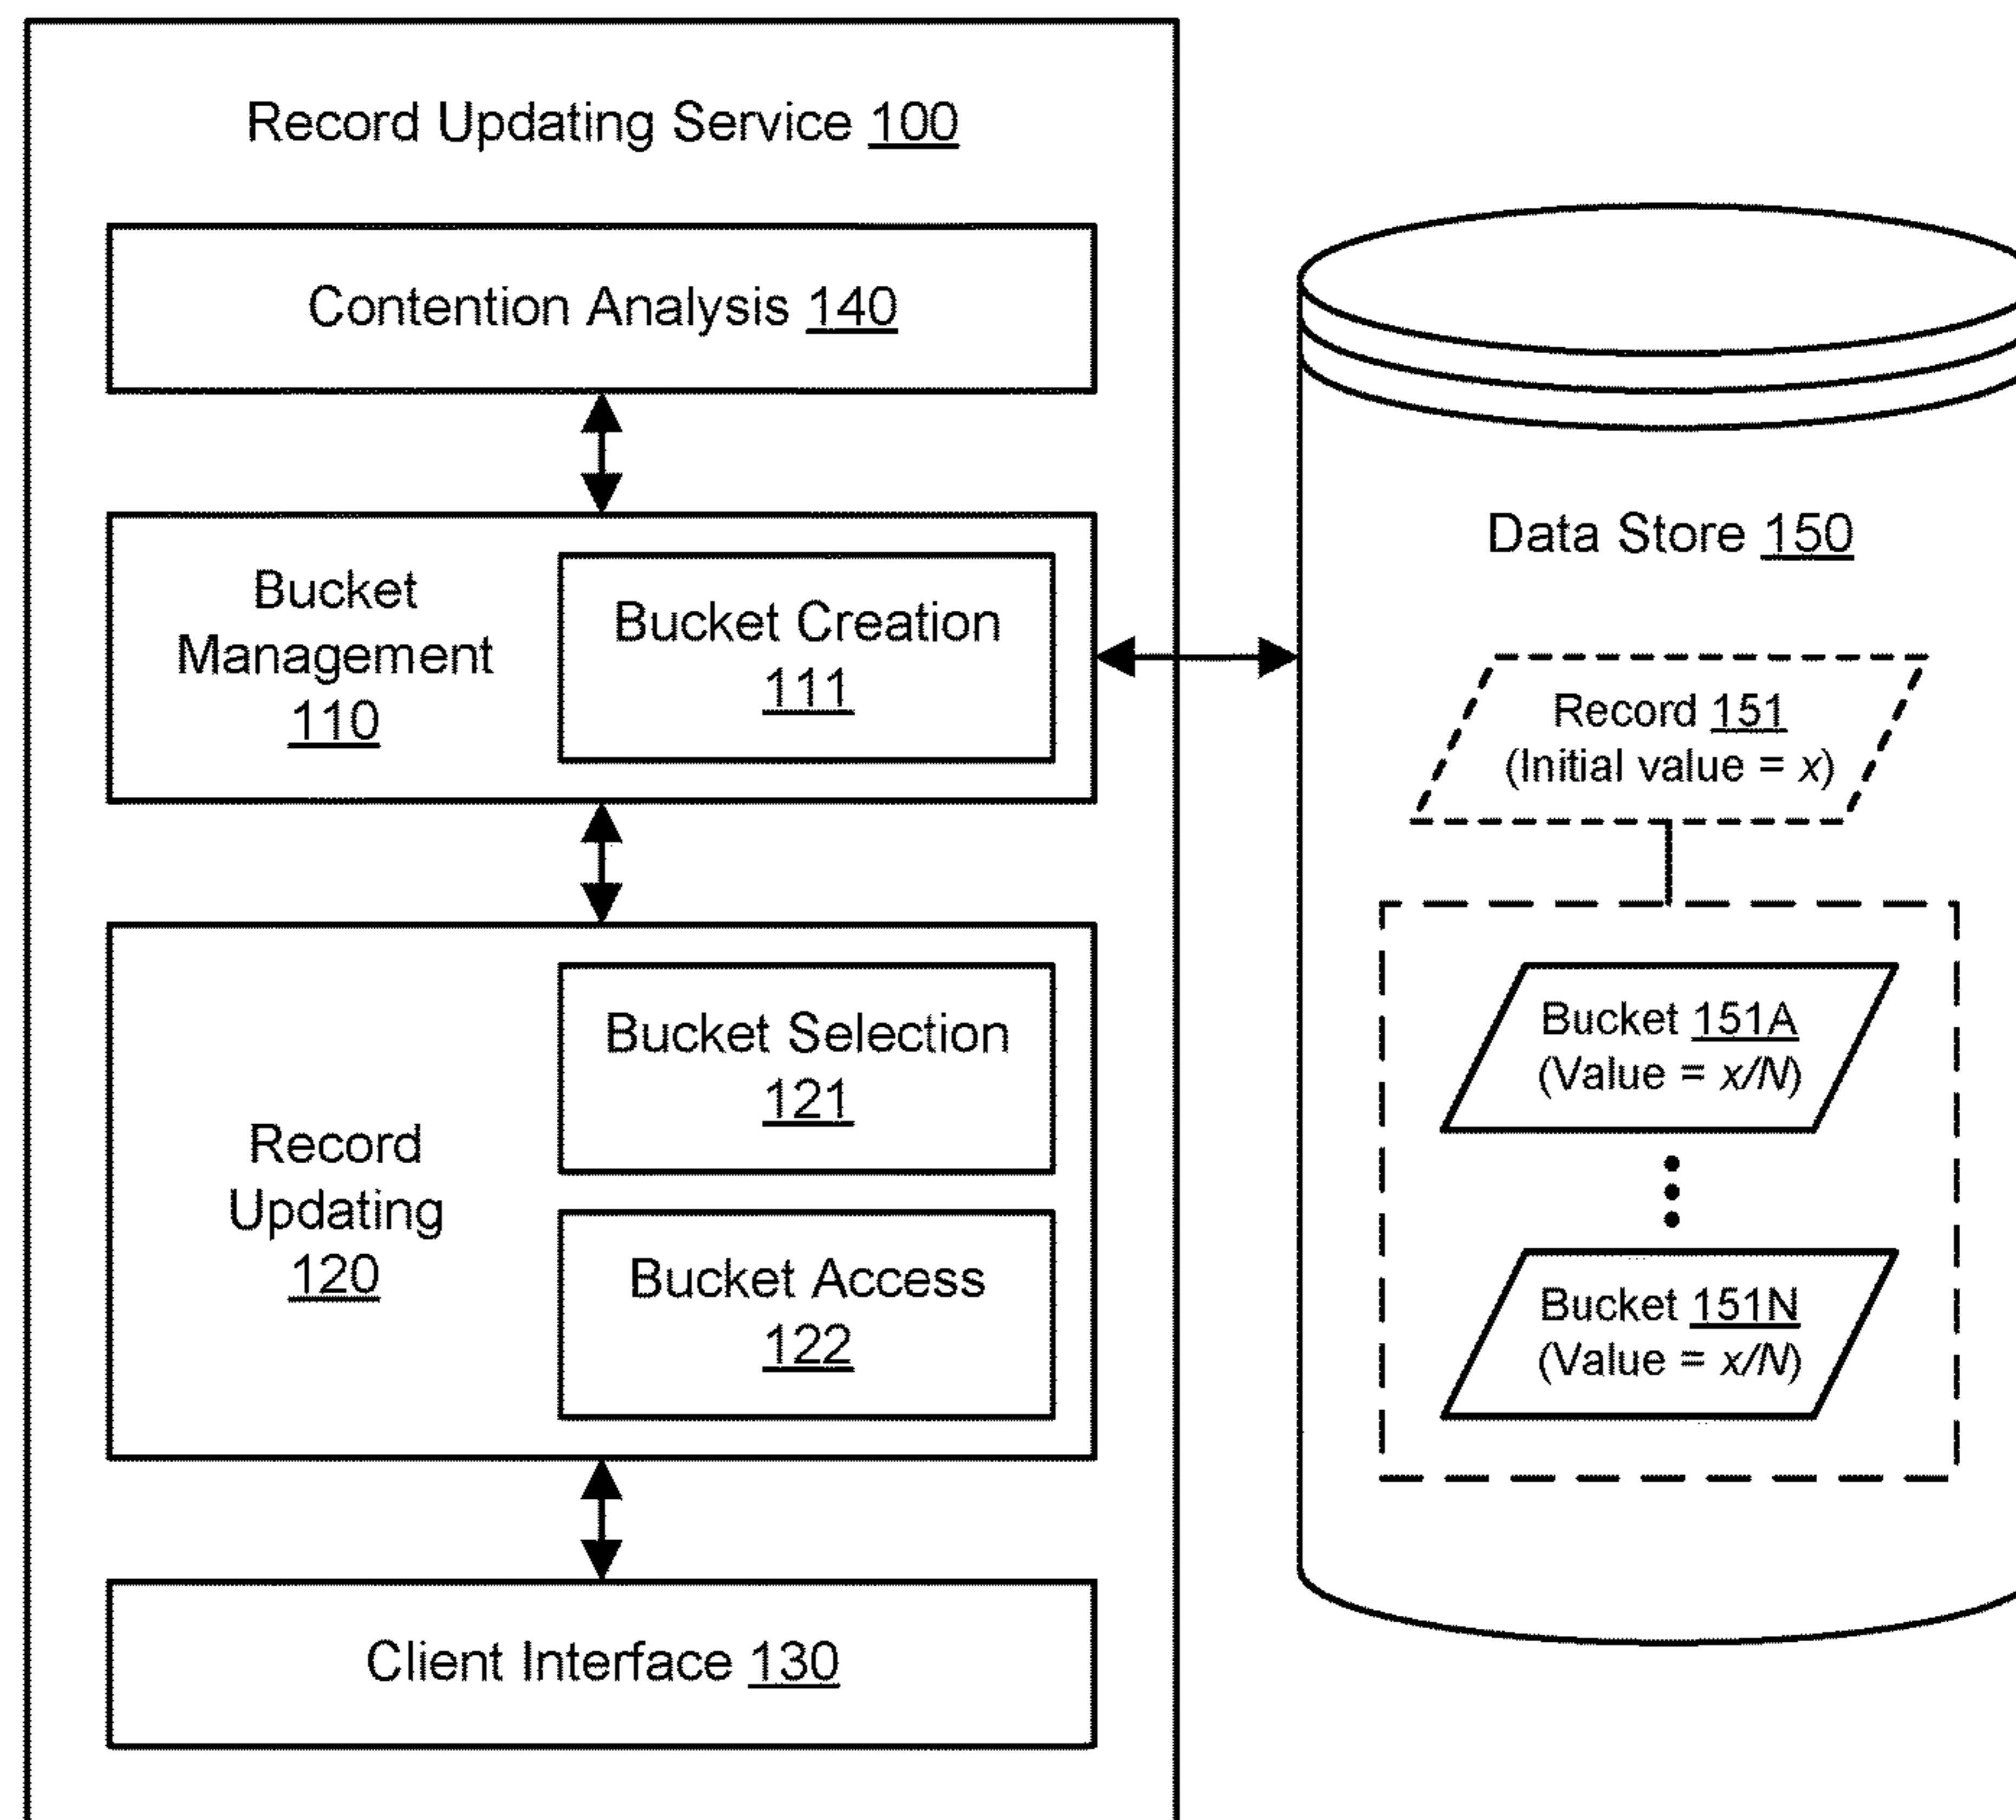 Record Updating Service 100
Contention Analysis 140
Bucket
Management
110
Bucket Creation
111
Record
Updating
120
Bucket Selection
121
Bucket Access
122
Client Interface 130
Data Store 150
Record 151
(Initial value = x)
Bucket 151A
(Value = x/N)
Bucket 151N
(Value = x/N)